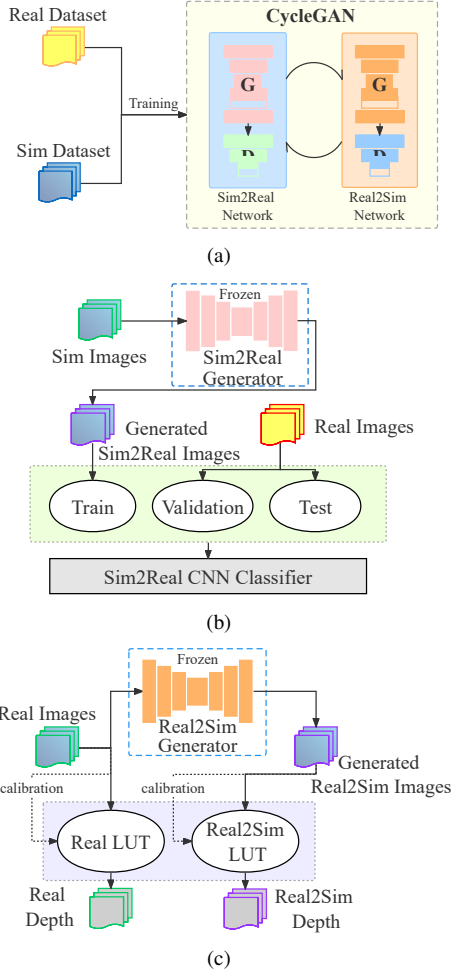 Real Dataset
CycleGAN
G
G
Training
Sim Dataset
Sim2Real
Network
Real2Sim
Network
(a)
Frozen
Sim Images
Sim2Real
Generator
Generated
Sim2Real Images
Real Images
Train
Validation
Test
Sim2Real CNN Classifier
(b)
Frozen
Real Images
Real2Sim
Generator
Generated
Real2Sim Images
calibration
calibration
Real LUT
Real2Sim
LUT
Real
Depth
Real2Sim
Depth
(c)